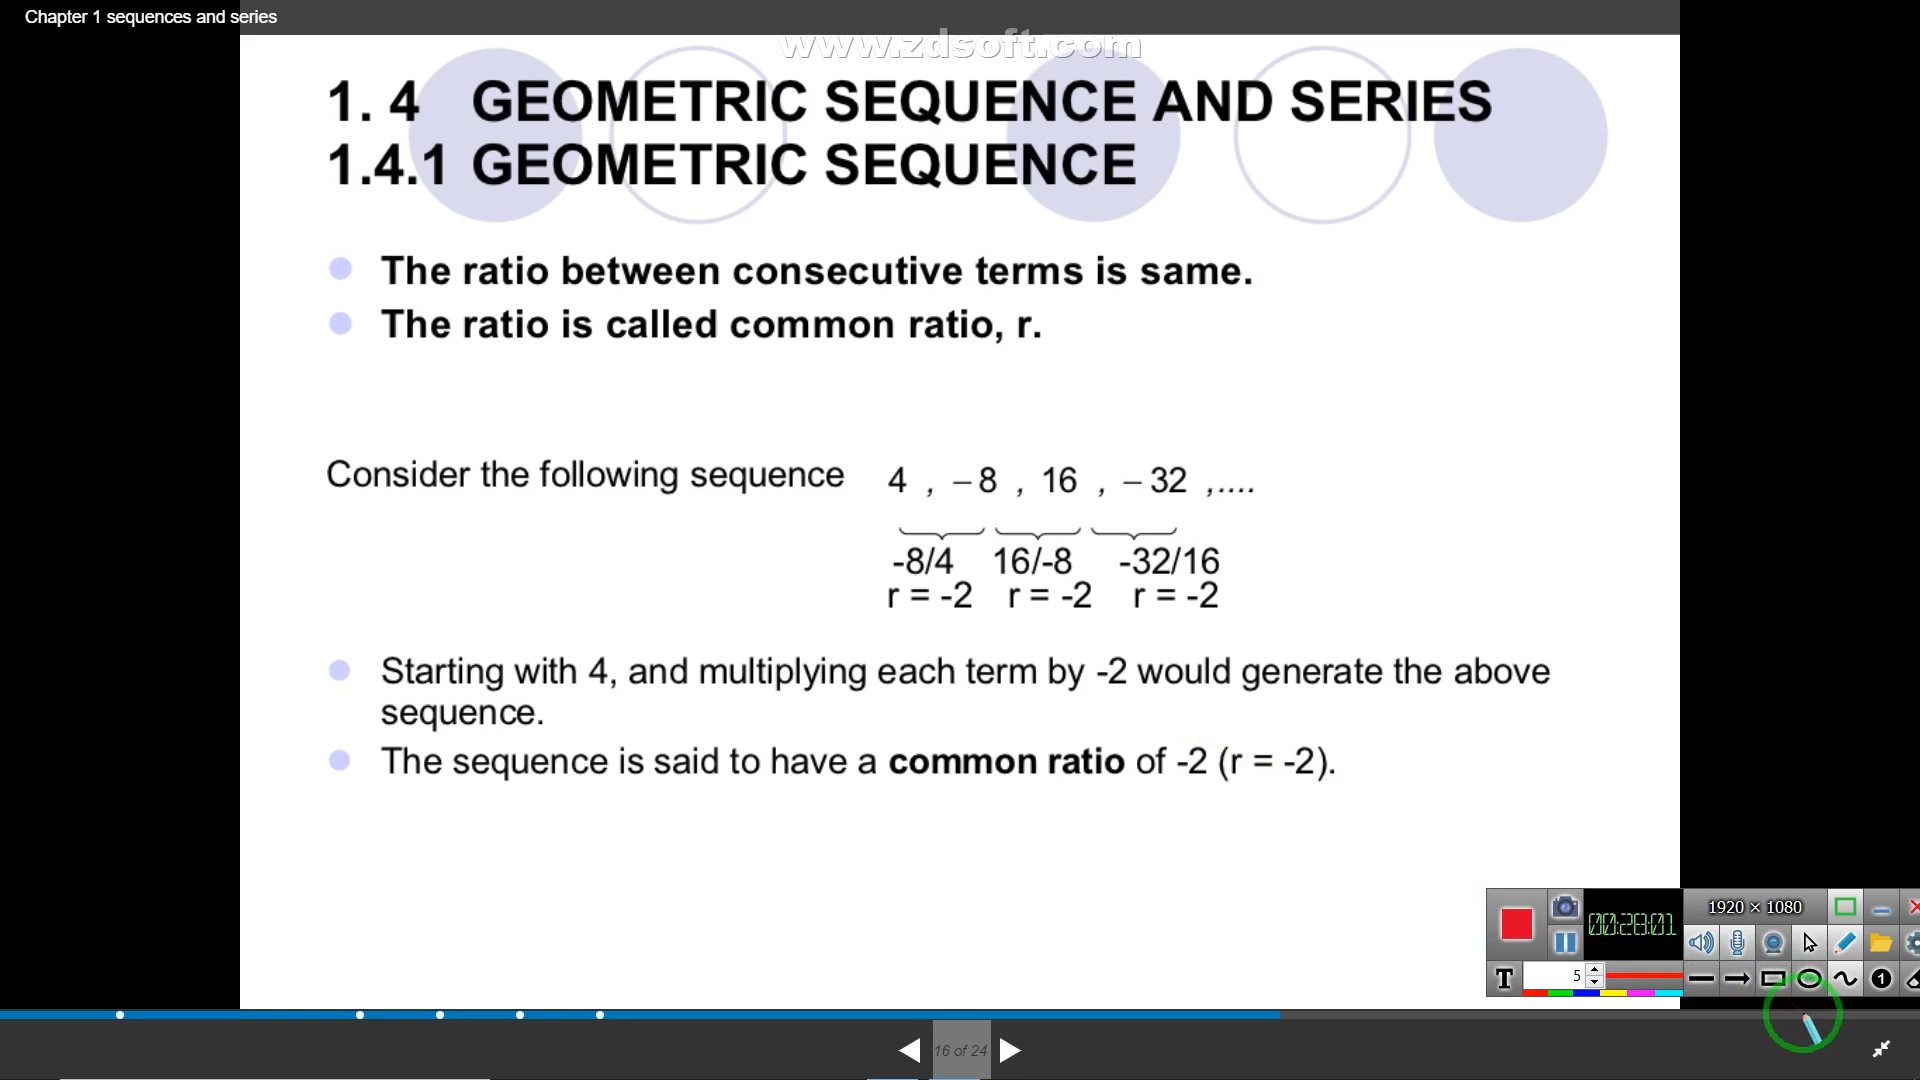 Chapter 1 sequences and series
www.zdsoft.com
1. 4 GEOMETRIC SEQUENCE AND SERIES
1.4.1 GEOMETRIC SEQUENCE
The ratio between consecutive terms is same.
The ratio is called common ratio, r.
Consider the following sequence 4 , – 8 , 16 , – 32 ,....
-8/4 16/-8 -32/16
r = -2 r = -2 r = -2
Starting with 4, and multiplying each term by -2 would generate the above
sequence.
The sequence is said to have a common ratio of -2 (r = -2).
00:28:01
1920 × 1080
T 5
1
16 of 24